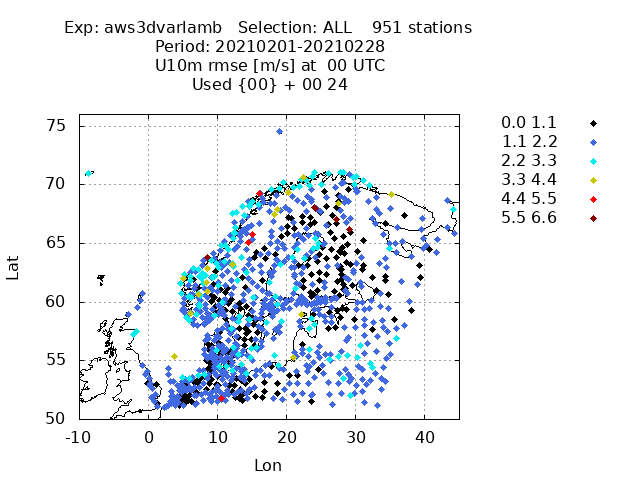 Exp: aws3dvarlamb   Selection: ALL    951 stations
Period: 20210201-20210228
U10m rmse [m/s] at  00 UTC
Used {00} + 00 24
0.0 1.1
1.1 2.2
2.2 3.3
3.3 4.4
4.4 5.5
5.5 6.6
75
70
65
60
55
50
Lat
-10 0 10 20 30 40
Lon